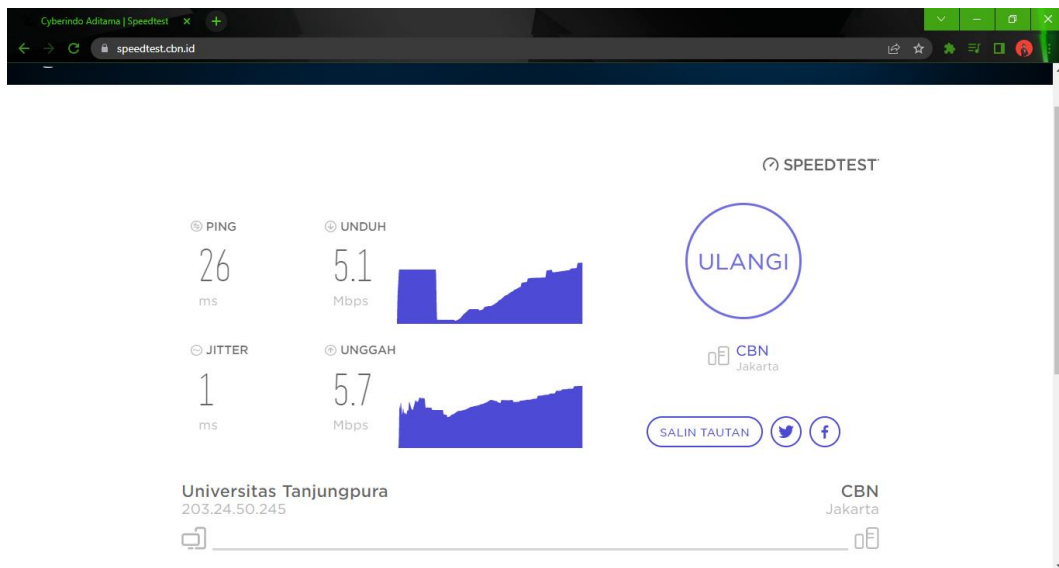 Cyberindo Aditama | Speedtest
speedtest.cbn.id
SPEEDTEST
PING
26
ms
UNDUH
5.1
Mbps
JITTER
1
ms
UNGGAH
5.7
Mbps
ULANGI
CBN
Jakarta
SALIN TAUTAN
Universitas Tanjungpura
203.24.50.245
CBN
Jakarta